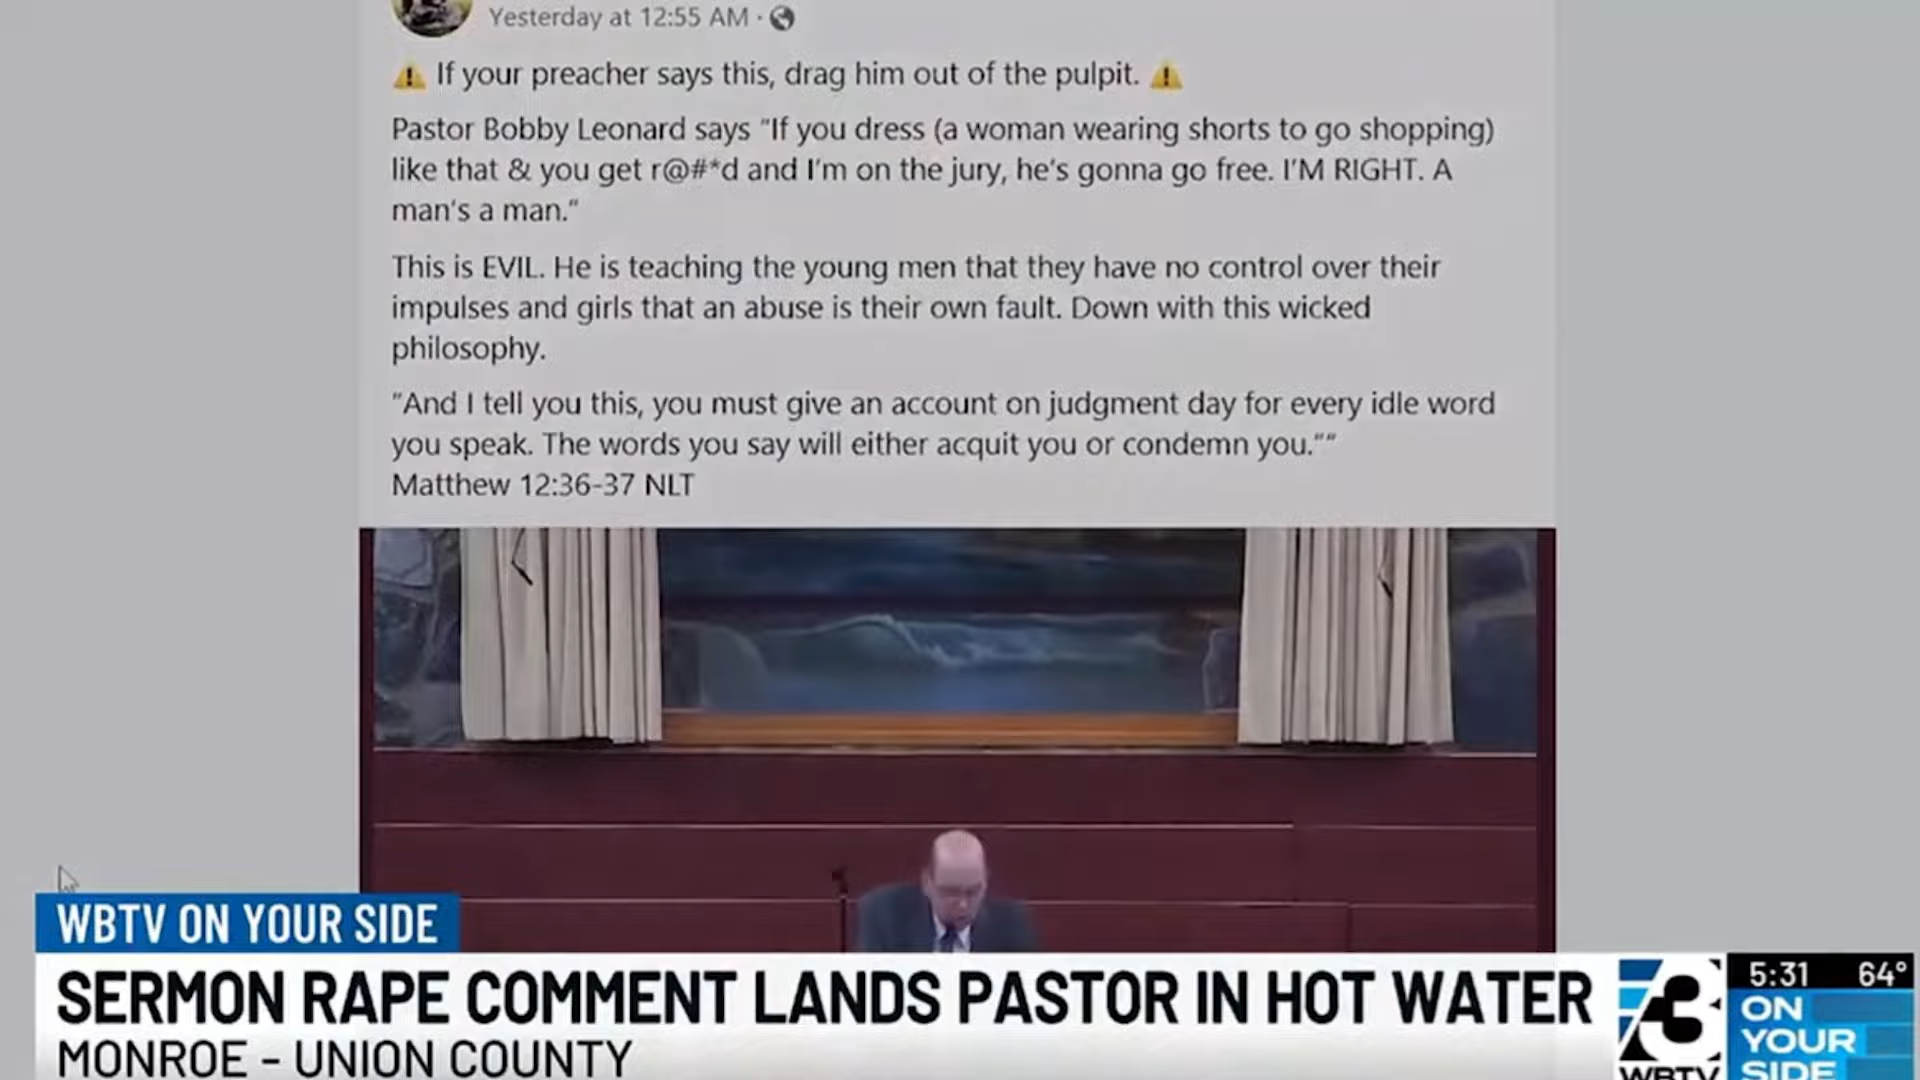 Yesterday at 12:55 AM ·
⚠ If your preacher says this, drag him out of the pulpit. ⚠
Pastor Bobby Leonard says "If you dress (a woman wearing shorts to go shopping)
like that & you get r@#*d and I'm on the jury, he's gonna go free. I'M RIGHT. A
man's a man."
This is EVIL. He is teaching the young men that they have no control over their
impulses and girls that an abuse is their own fault. Down with this wicked
philosophy.
"And I tell you this, you must give an account on judgment day for every idle word
you speak. The words you say will either acquit you or condemn you.""
Matthew 12:36-37 NLT
WBTV ON YOUR SIDE
SERMON RAPE COMMENT LANDS PASTOR IN HOT WATER
MONROE - UNION COUNTY
3
WBTV
5:31 64°
ON
YOUR
SIDE